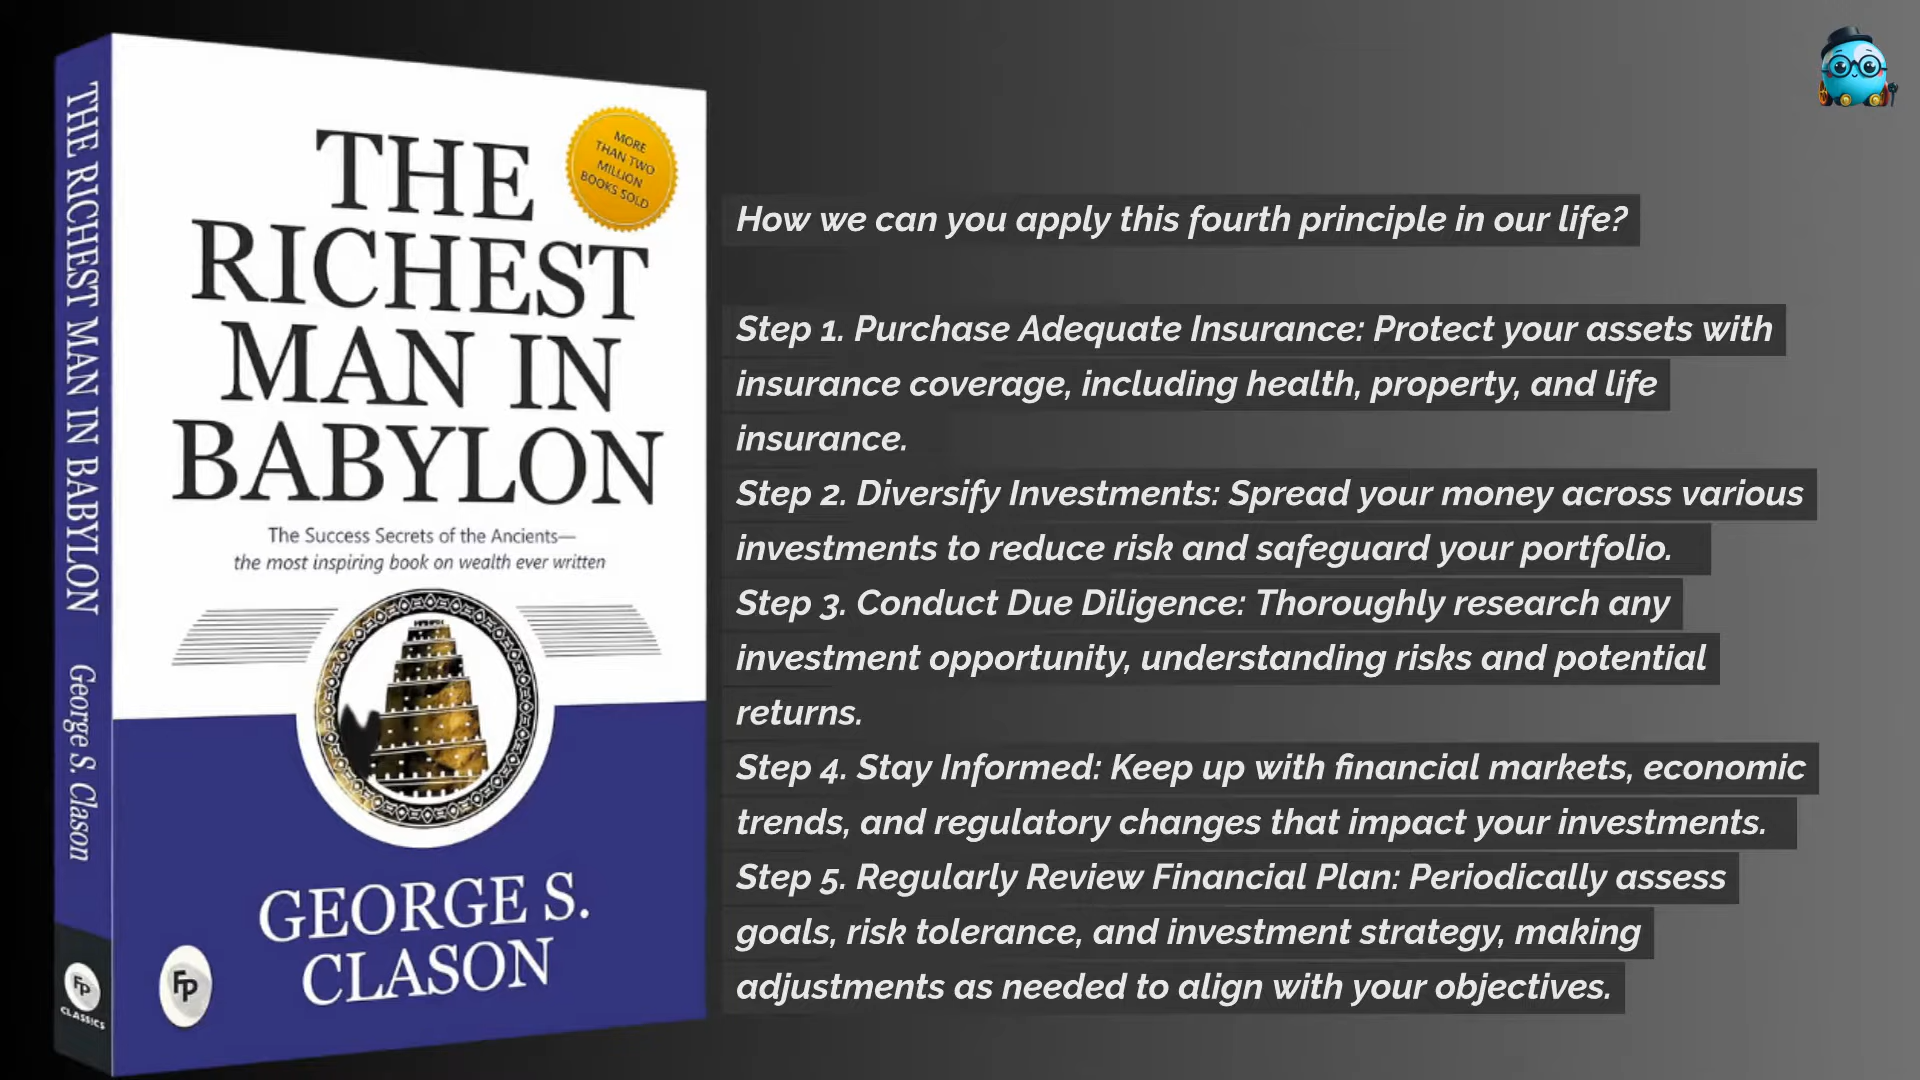 THE RICHEST MAN IN BABYLON
George S. Clason
FP
CLASSICS
MORE
THAN TWO
MILLION
BOOKS SOLD
THE
RICHEST
MAN IN
BABYLON
The Success Secrets of the Ancients—
the most inspiring book on wealth ever written
GEORGE S.
CLASON
FP
How we can you apply this fourth principle in our life?
Step 1. Purchase Adequate Insurance: Protect your assets with
insurance coverage, including health, property, and life
insurance.
Step 2. Diversify Investments: Spread your money across various
investments to reduce risk and safeguard your portfolio.
Step 3. Conduct Due Diligence: Thoroughly research any
investment opportunity, understanding risks and potential
returns.
Step 4. Stay Informed: Keep up with financial markets, economic
trends, and regulatory changes that impact your investments.
Step 5. Regularly Review Financial Plan: Periodically assess
goals, risk tolerance, and investment strategy, making
adjustments as needed to align with your objectives.